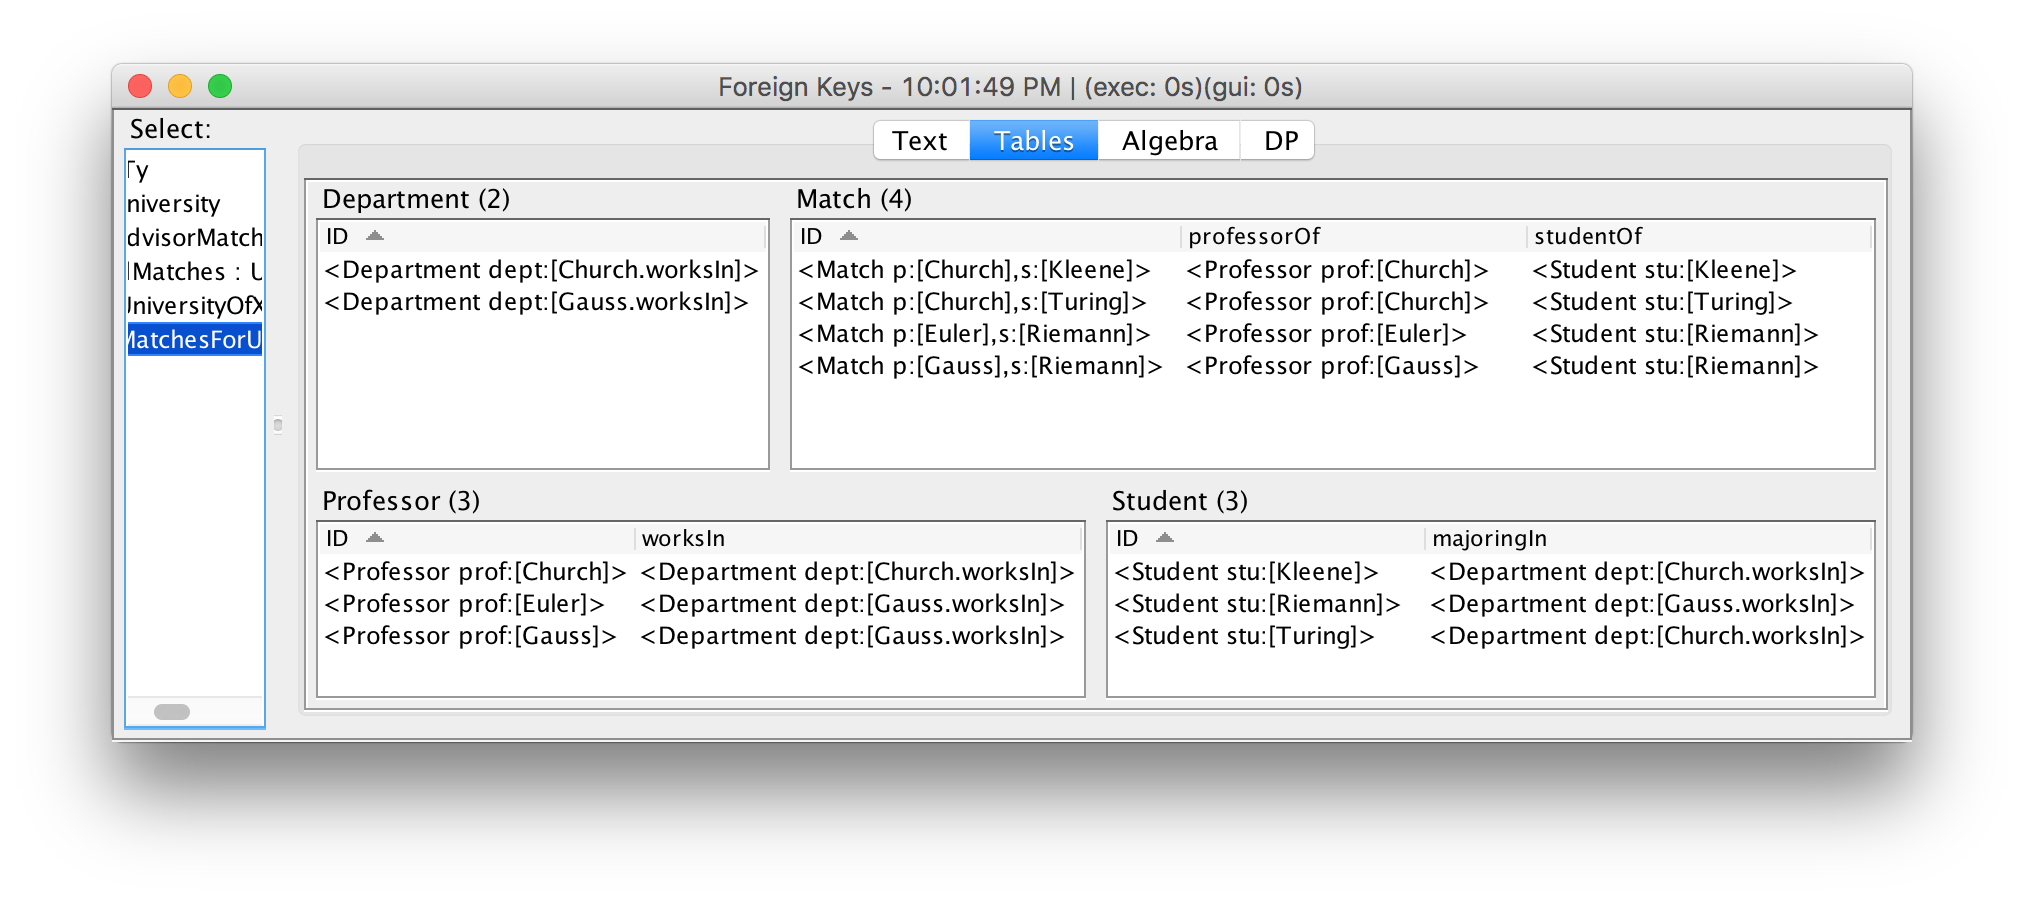 Foreign Keys - 10:01:49 PM | (exec: 0s)(gui: 0s)
Select:
Ty
niversity
dvisorMatch
Matches : U
UniversityOfX
MatchesForU
Text Tables Algebra DP
Department (2)
ID
<Department dept:[Church.worksIn]>
<Department dept:[Gauss.worksIn]>
Match (4)
ID professorOf studentOf
<Match p:[Church],s:[Kleene]> <Professor prof:[Church]> <Student stu:[Kleene]>
<Match p:[Church],s:[Turing]> <Professor prof:[Church]> <Student stu:[Turing]>
<Match p:[Euler],s:[Riemann]> <Professor prof:[Euler]> <Student stu:[Riemann]>
<Match p:[Gauss],s:[Riemann]> <Professor prof:[Gauss]> <Student stu:[Riemann]>
Professor (3)
ID worksIn
<Professor prof:[Church]> <Department dept:[Church.worksIn]>
<Professor prof:[Euler]> <Department dept:[Gauss.worksIn]>
<Professor prof:[Gauss]> <Department dept:[Gauss.worksIn]>
Student (3)
ID majoringIn
<Student stu:[Kleene]> <Department dept:[Church.worksIn]>
<Student stu:[Riemann]> <Department dept:[Gauss.worksIn]>
<Student stu:[Turing]> <Department dept:[Church.worksIn]>